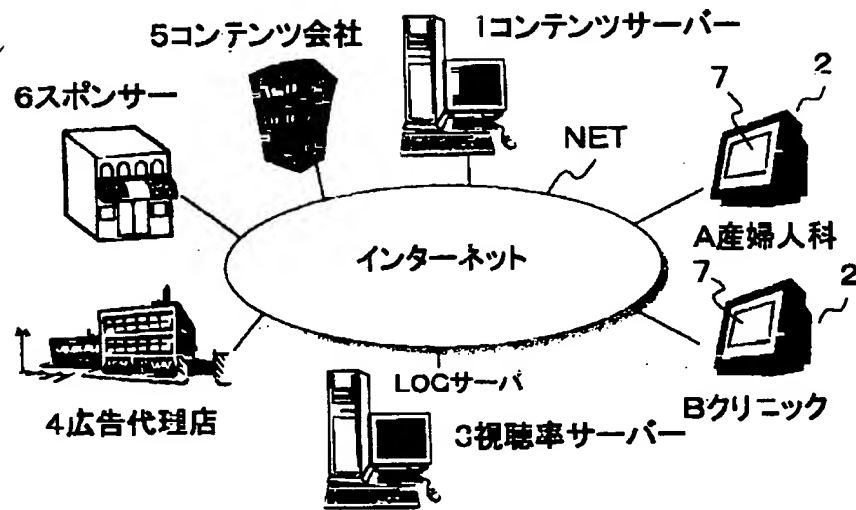 5コンテンツ会社
1コンテンツサーバー
6スポンサー
7
2
NET
A産婦人科
インターネット
7
2
LOGサーバ
Bクリニック
4広告代理店
3視聴率サーバー